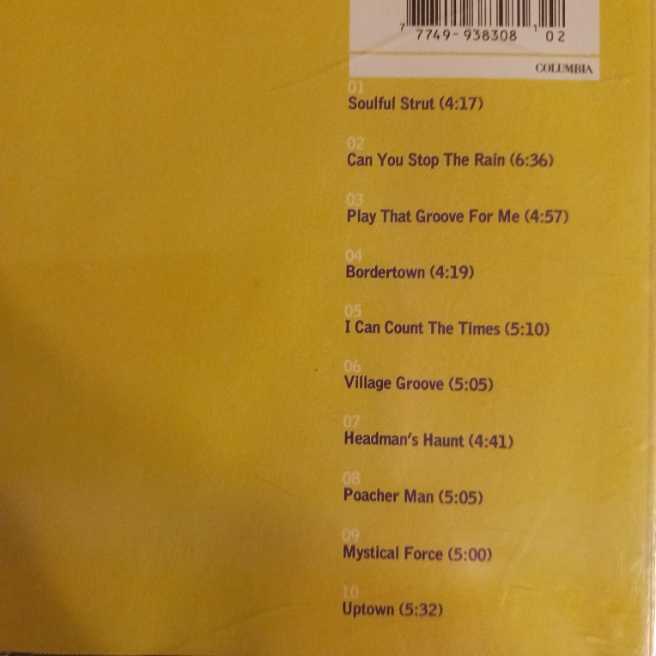 7 7749-938308 1 02
COLUMBIA
01
Soulful Strut (4:17)
02
Can You Stop The Rain (6:36)
03
Play That Groove For Me (4:57)
04
Bordertown (4:19)
05
I Can Count The Times (5:10)
06
Village Groove (5:05)
07
Headman's Haunt (4:41)
08
Poacher Man (5:05)
09
Mystical Force (5:00)
10
Uptown (5:32)